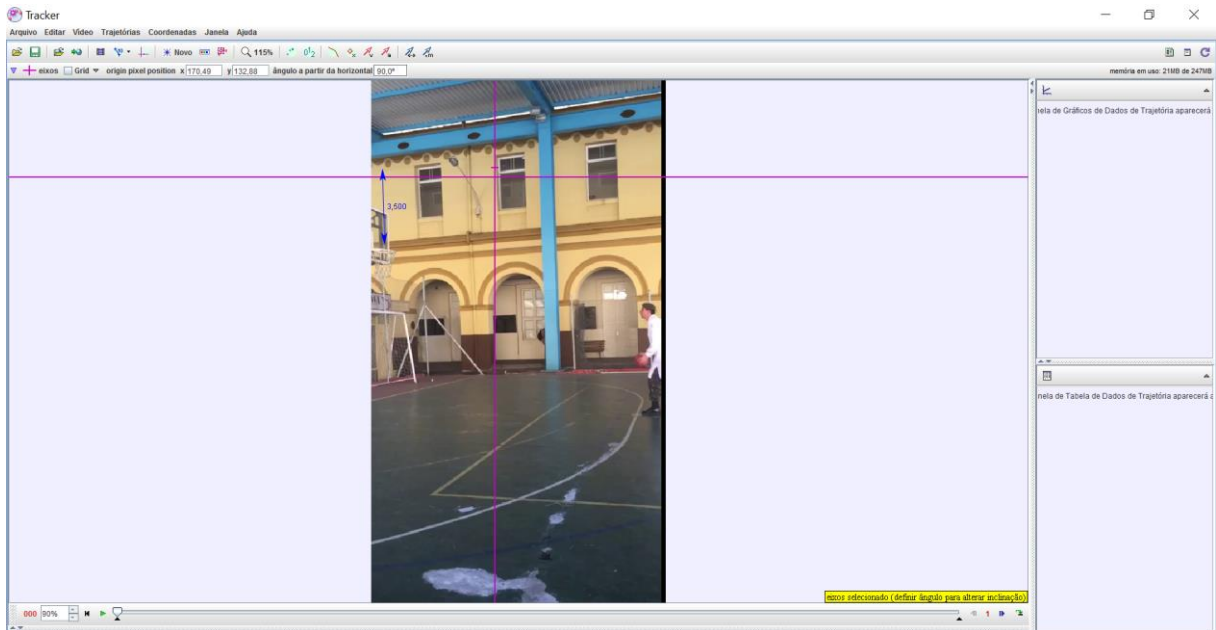 Tracker
Arquivo Editar Vídeo Trajetórias Coordenadas Janela Ajuda
Novo 115%
eixos Grid origin pixel position x 170,49 y 132,88 ângulo a partir da horizontal 90,0°
memória em uso: 21MB de 247MB
nela de Gráficos de Dados de Trajetória aparecerá
3,500
nela de Tabela de Dados de Trajetória aparecerá a
eixos selecionado (definir ângulo para alterar inclinação)
000 90% 1